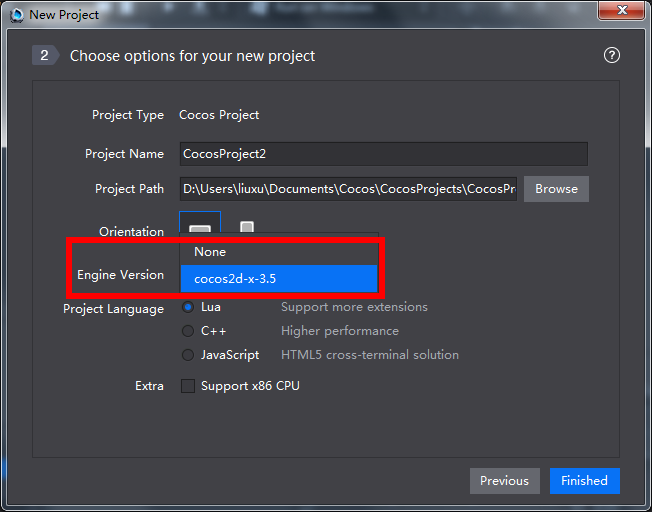 New Project
2 Choose options for your new project ?
Project Type Cocos Project
Project Name CocosProject2
Project Path D:\Users\liuxu\Documents\Cocos\CocosProjects\CocosPr Browse
Orientation
None
Engine Version cocos2d-x-3.5
Project Language Lua Support more extensions
C++ Higher performance
JavaScript HTML5 cross-terminal solution
Extra Support x86 CPU
Previous Finished